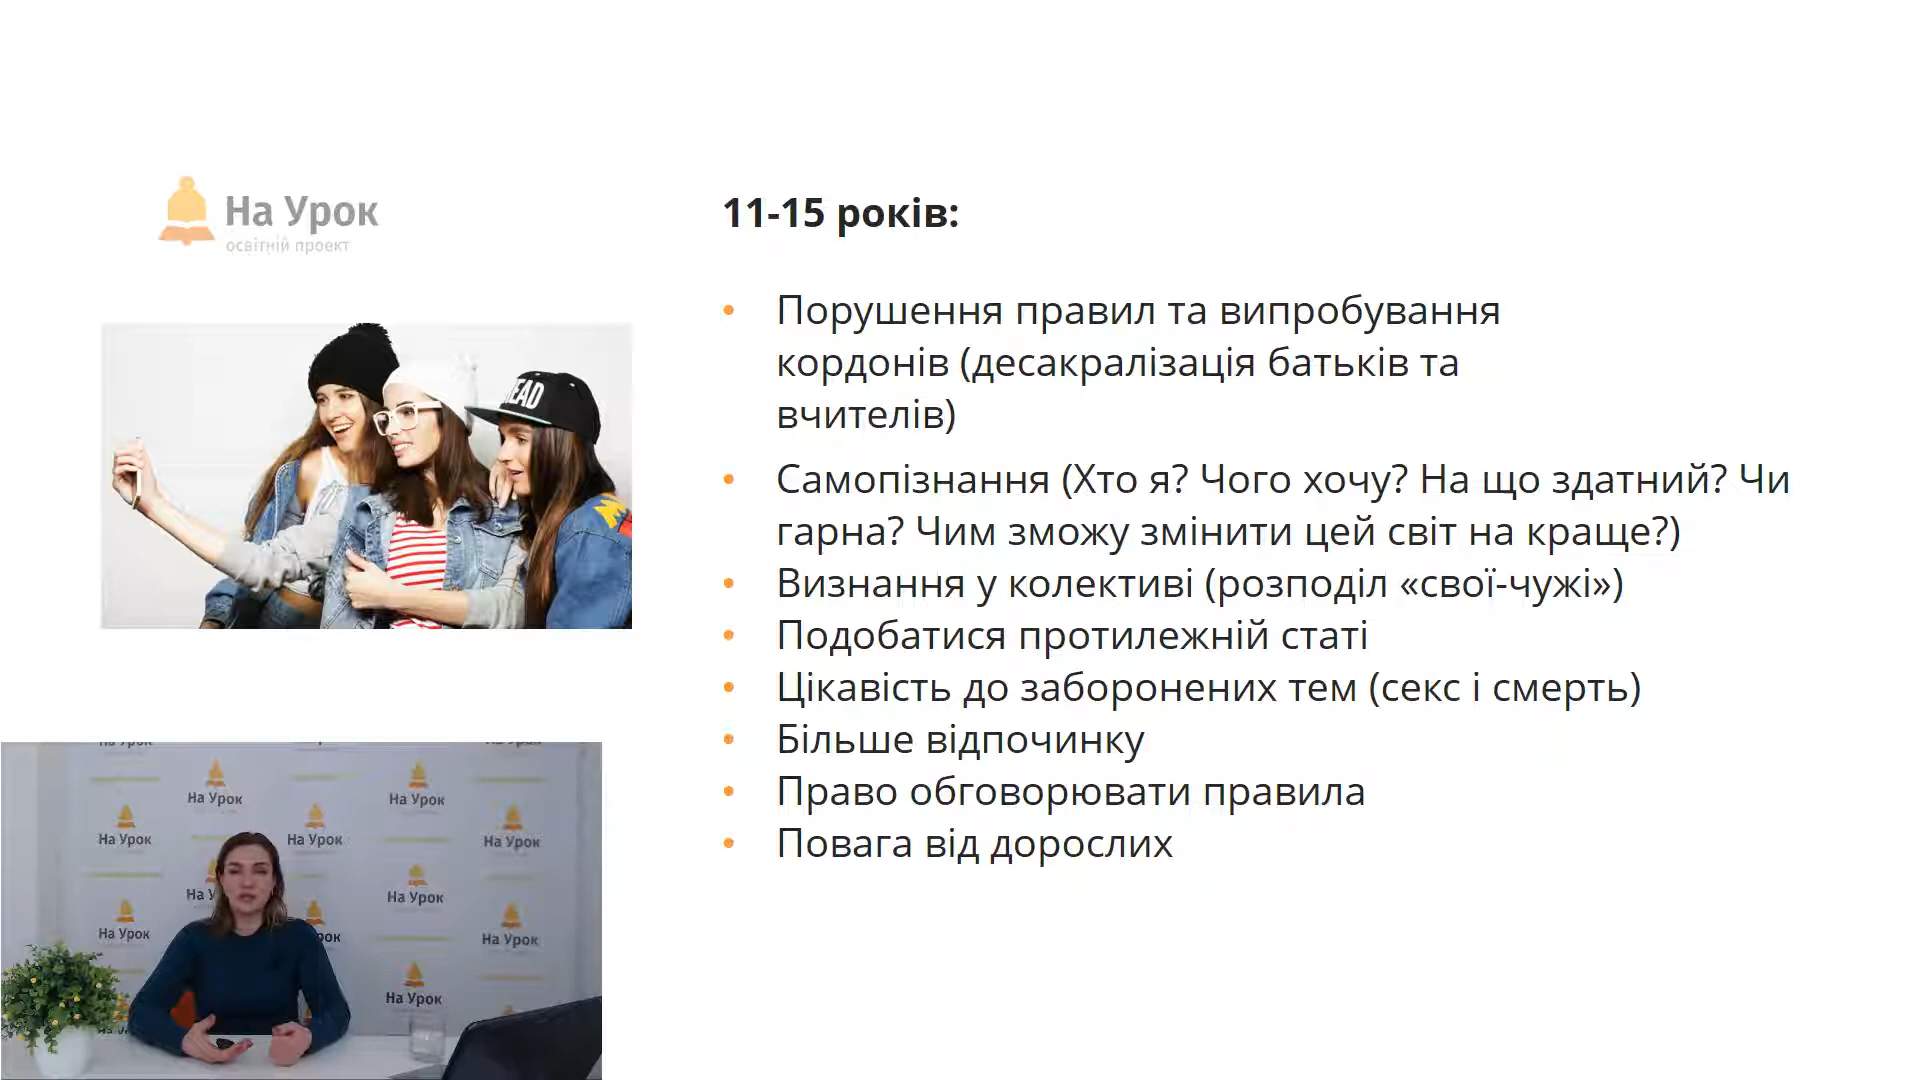 На Урок
освітній проект
11-15 років:
• Порушення правил та випробування
кордонів (десакралізація батьків та
вчителів)
• Самопізнання (Хто я? Чого хочу? На що здатний? Чи
гарна? Чим зможу змінити цей світ на краще?)
• Визнання у колективі (розподіл «свої-чужі»)
• Подобатися протилежній статі
• Цікавість до заборонених тем (секс і смерть)
• Більше відпочинку
• Право обговорювати правила
• Повага від дорослих
EAD
На Урок
На Урок
На Урок
На Урок
На Урок
На У
На Урок
На Урок
рок
На Урок
На Урок